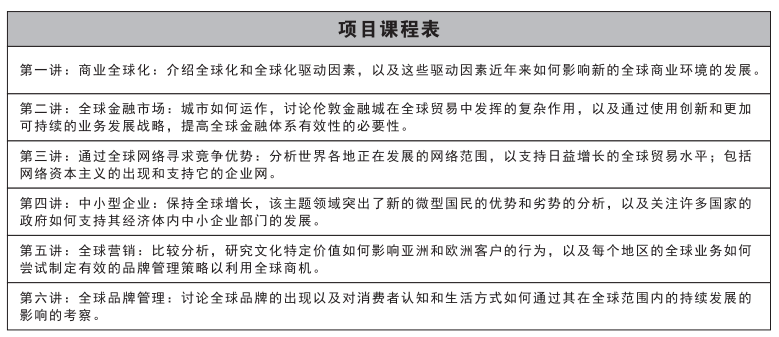 项目课程表
第一讲：商业全球化：介绍全球化和全球化驱动因素，以及这些驱动因素近年来如何影响新的全球商业环境的发展。
第二讲：全球金融市场：城市如何运作，讨论伦敦金融城在全球贸易中发挥的复杂作用，以及通过使用创新和更加
可持续的业务发展战略，提高全球金融体系有效性的必要性。
第三讲：通过全球网络寻求竞争优势：分析世界各地正在发展的网络范围，以支持日益增长的全球贸易水平；包括
网络资本主义的出现和支持它的企业网。
第四讲：中小型企业：保持全球增长，该主题领域突出了新的微型国民的优势和劣势的分析，以及关注许多国家的
政府如何支持其经济体内中小企业部门的发展。
第五讲：全球营销：比较分析，研究文化特定价值如何影响亚洲和欧洲客户的行为，以及每个地区的全球业务如何
尝试制定有效的品牌管理策略以利用全球商机。
第六讲：全球品牌管理：讨论全球品牌的出现以及对消费者认知和生活方式如何通过其在全球范围内的持续发展的
影响的考察。